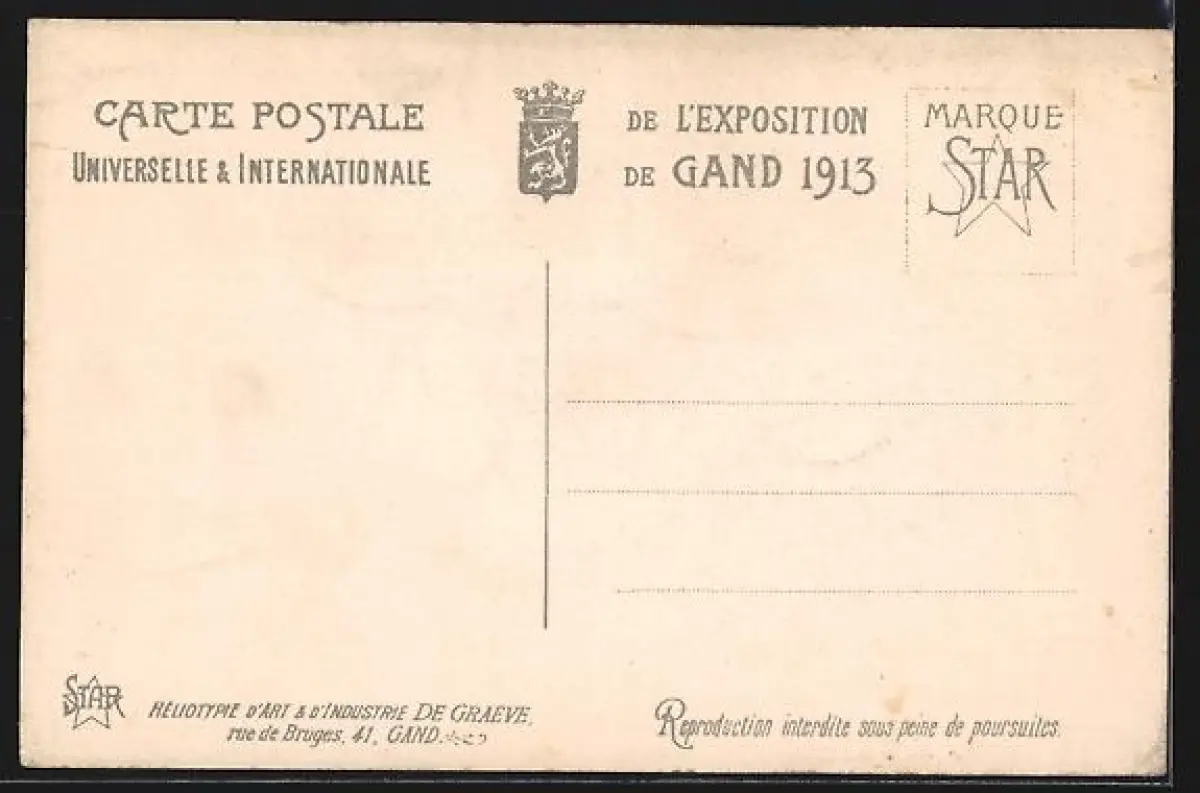 CARTE POSTALE
UNIVERSELLE & INTERNATIONALE
DE L'EXPOSITION
DE GAND 1913
MARQUE
STAR
STAR
HÉLIOTYPIE D'ART & D'INDUSTRIE DE GRAEVE,
rue de Bruges, 41, GAND.
Reproduction interdite sous peine de poursuites.